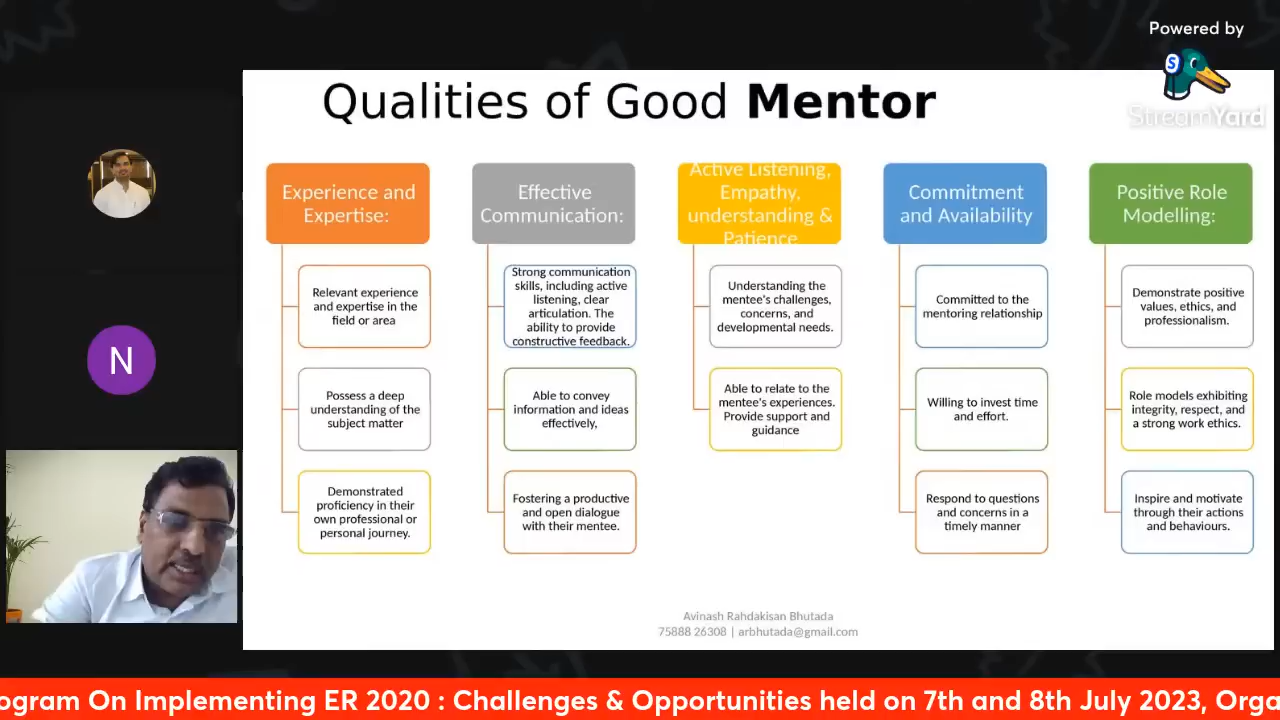 Powered by
StreamYard
Qualities of Good Mentor
Experience and
Expertise:
Relevant experience
and expertise in the
field or area
Possess a deep
understanding of the
subject matter
Demonstrated
proficiency in their
own professional or
personal journey.
Effective
Communication:
Strong communication
skills, including active
listening, clear
articulation. The
ability to provide
constructive feedback.
Able to convey
information and ideas
effectively,
Fostering a productive
and open dialogue
with their mentee.
Active Listening,
Empathy,
understanding &
Patience
Understanding the
mentee's challenges,
concerns, and
developmental needs.
Able to relate to the
mentee's experiences.
Provide support and
guidance
Commitment
and Availability
Committed to the
mentoring relationship
Willing to invest time
and effort.
Respond to questions
and concerns in a
timely manner
Positive Role
Modelling:
Demonstrate positive
values, ethics, and
professionalism.
Role models exhibiting
integrity, respect, and
a strong work ethics.
Inspire and motivate
through their actions
and behaviours.
N
Avinash Rahdakisan Bhutada
75888 26308 | arbhutada@gmail.com
ogram On Implementing ER 2020 : Challenges & Opportunities held on 7th and 8th July 2023, Orga